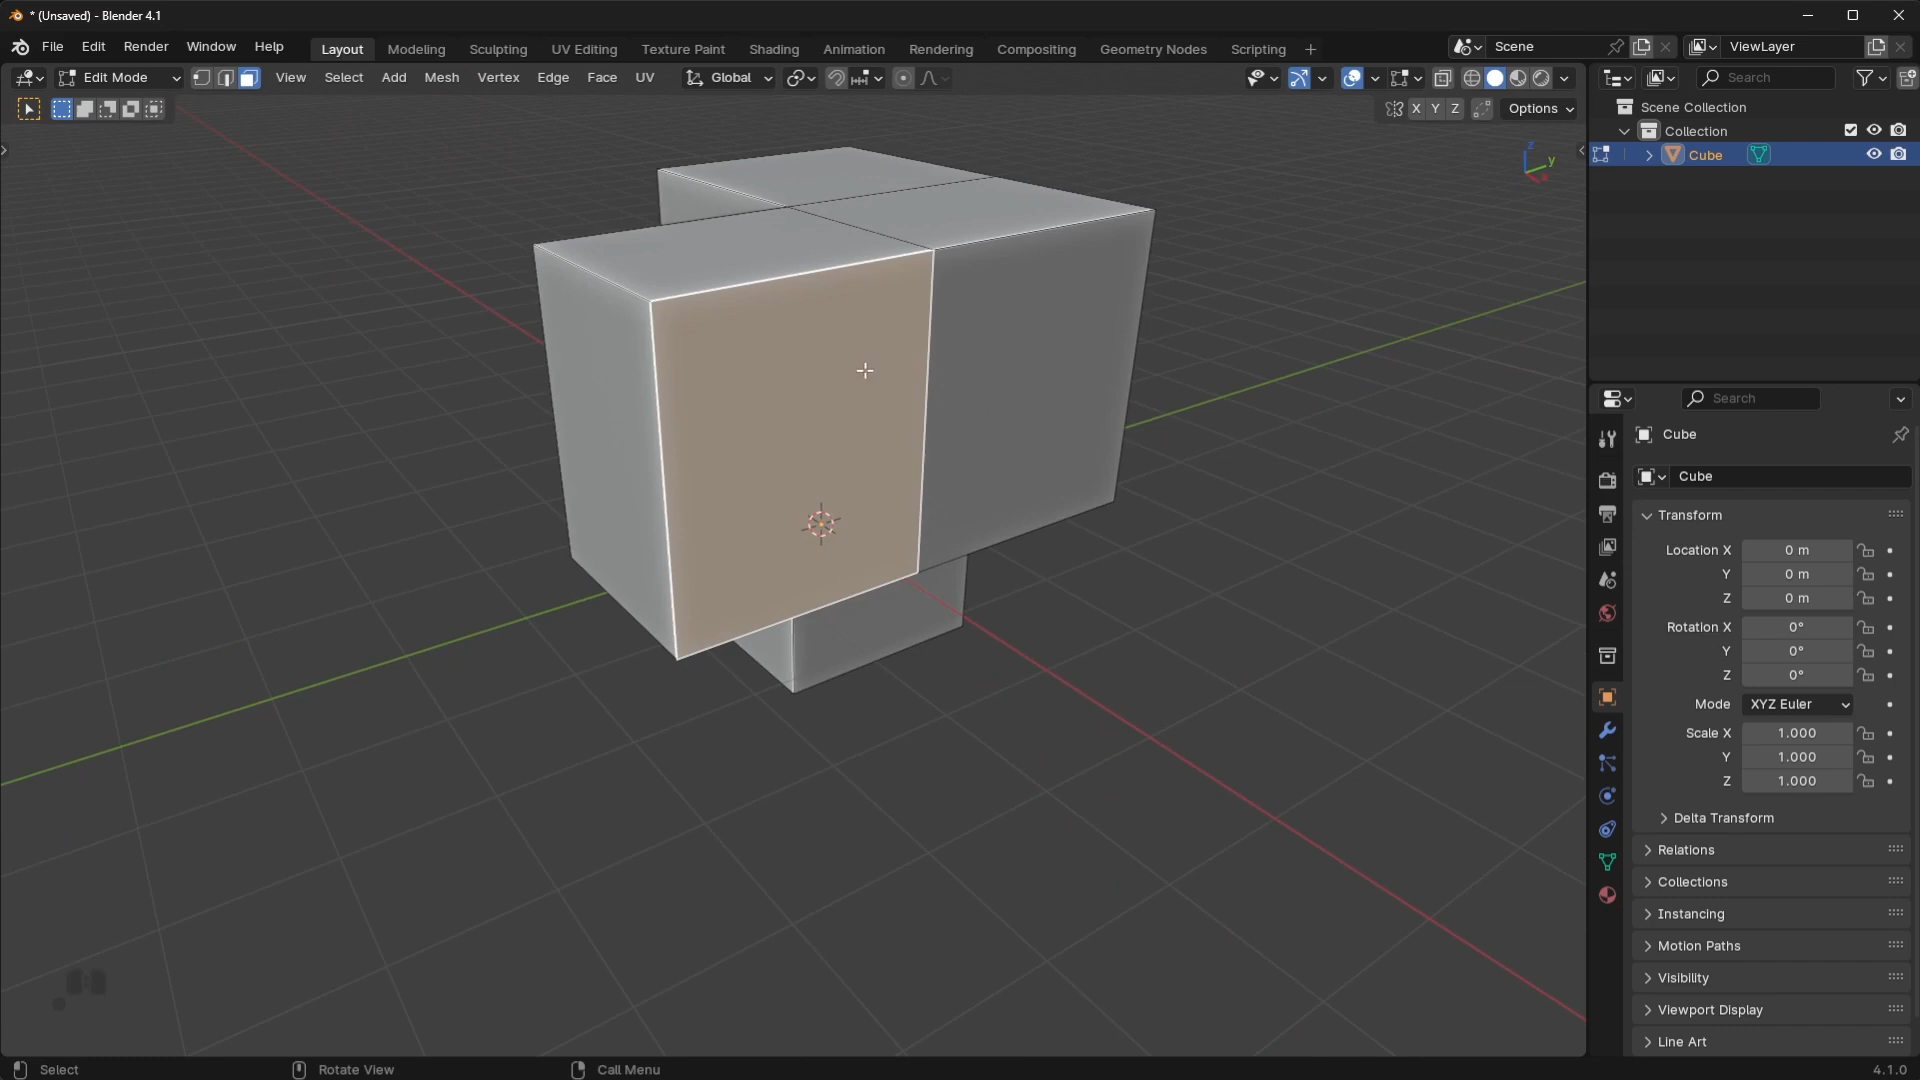 * (Unsaved) - Blender 4.1
File Edit Render Window Help Layout Modeling Sculpting UV Editing Texture Paint Shading Animation Rendering Compositing Geometry Nodes Scripting + Scene ViewLayer
Edit Mode View Select Add Mesh Vertex Edge Face UV Global Search
X Y Z Options
Scene Collection
Collection
Cube
z
y
x
Search
Cube
Cube
Transform
Location X 0 m
Y 0 m
Z 0 m
Rotation X 0°
Y 0°
Z 0°
Mode XYZ Euler
Scale X 1.000
Y 1.000
Z 1.000
Delta Transform
Relations
Collections
Instancing
Motion Paths
Visibility
Viewport Display
Line Art
Select Rotate View Call Menu 4.1.0